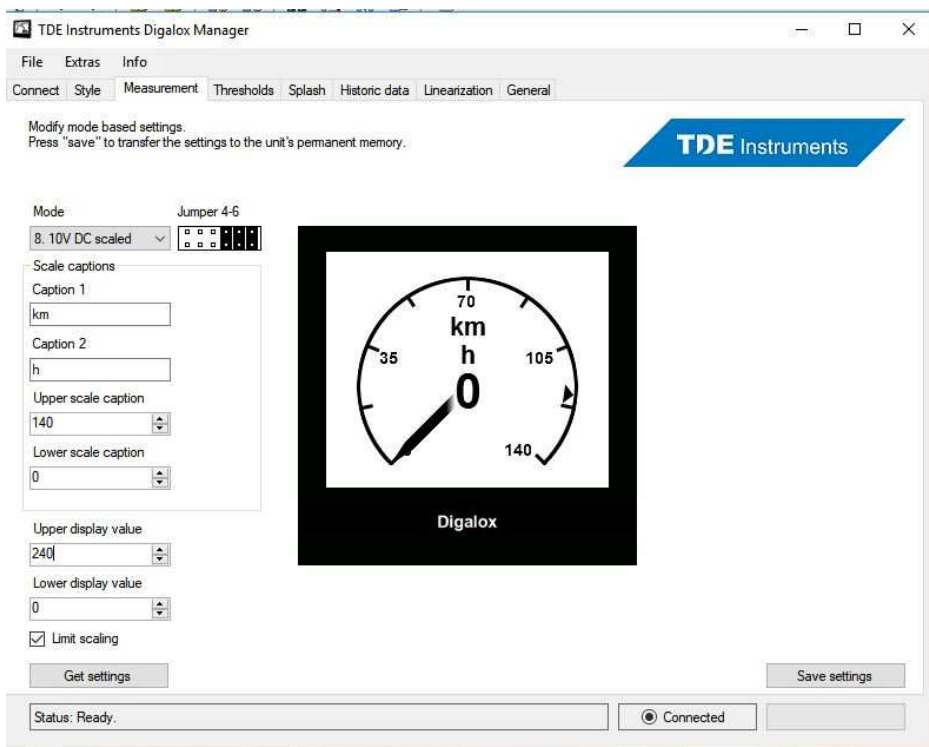 TDE Instruments Digalox Manager
File Extras Info
Connect Style Measurement Thresholds Splash Historic data Linearization General
Modify mode based settings.
Press "save" to transfer the settings to the unit's permanent memory.
TDE Instruments
Mode Jumper 4-6
8. 10V DC scaled
Scale captions
Caption 1
km
Caption 2
h
Upper scale caption
140
Lower scale caption
0
Upper display value
240
Lower display value
0
Limit scaling
Get settings
70
km
35 h 105
0
140
Digalox
Save settings
Status: Ready.
Connected